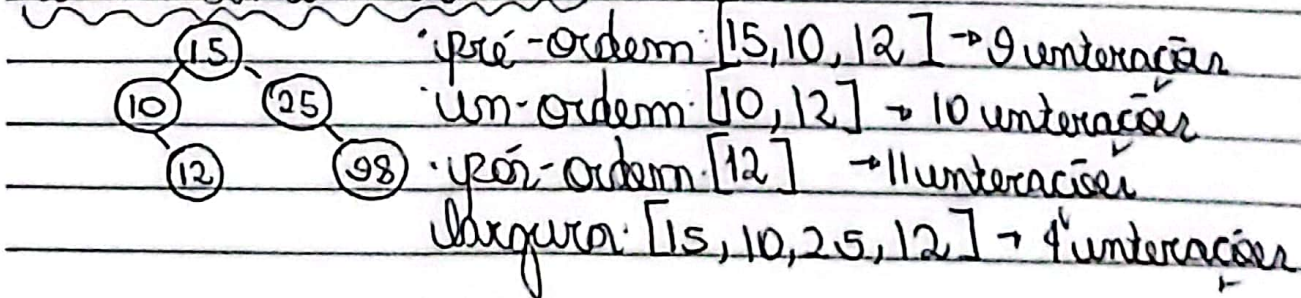 15
10 25
12 98
·pré-ordem: [15,10,12] → 9 interações
·in-ordem: [10,12] → 10 interações
·pós-ordem: [12] → 11 interações
largura: [15,10,25,12] → 4 interações